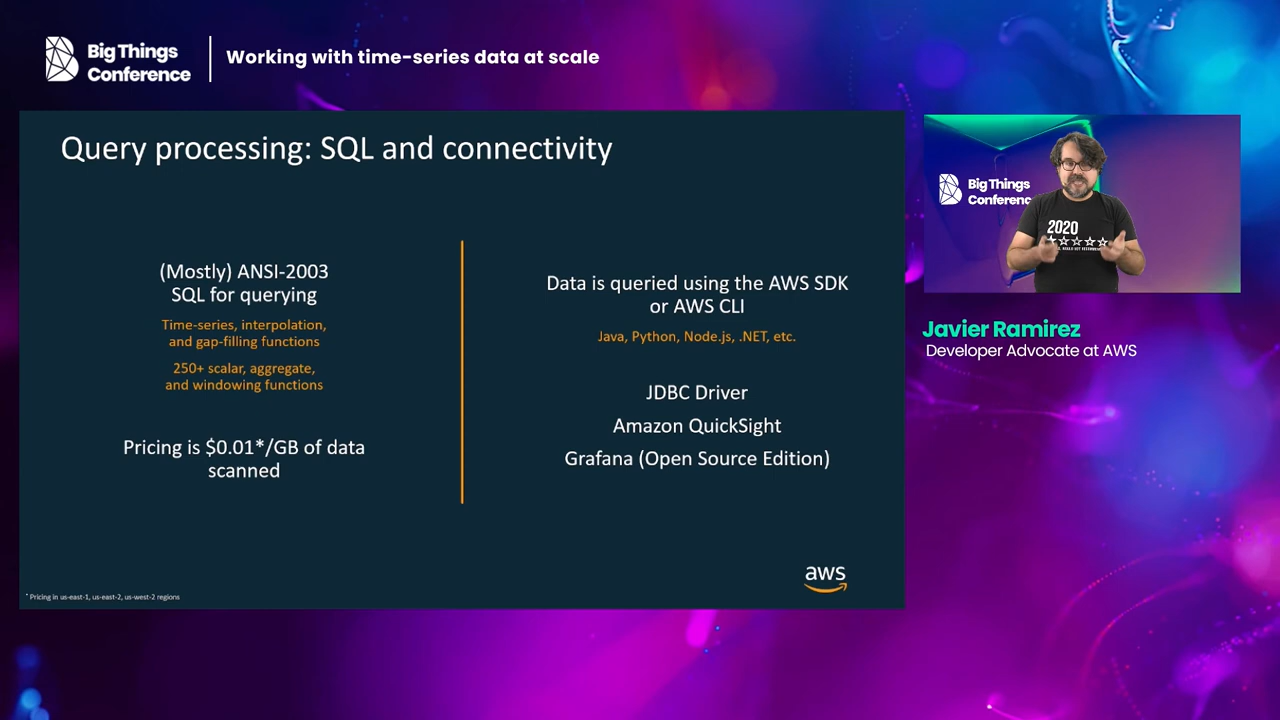 Big Things
Conference
Working with time-series data at scale
Query processing: SQL and connectivity
(Mostly) ANSI-2003
SQL for querying
Time-series, interpolation,
and gap-filling functions
250+ scalar, aggregate,
and windowing functions
Pricing is $0.01*/GB of data
scanned
Data is queried using the AWS SDK
or AWS CLI
Java, Python, Node.js, .NET, etc.
JDBC Driver
Amazon QuickSight
Grafana (Open Source Edition)
aws
* Pricing in us-east-1, us-east-2, us-west-2 regions
Big Things
Conferenc
2020
Javier Ramirez
Developer Advocate at AWS